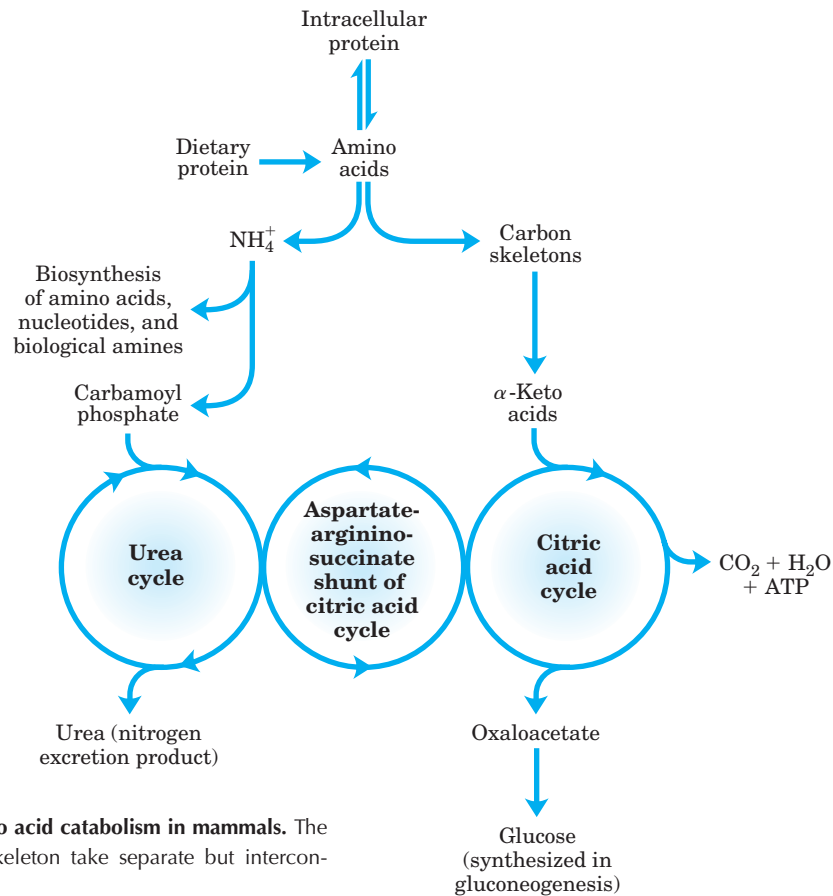 Intracellular
protein
Dietary
protein
Amino
acids
NH₄⁺
Carbon
skeletons
Biosynthesis
of amino acids,
nucleotides, and
biological amines
Carbamoyl
phosphate
α-Keto
acids
Urea
cycle
Aspartate-
arginino-
succinate
shunt of
citric acid
cycle
Citric
acid
cycle
CO₂ + H₂O
+ ATP
Urea (nitrogen
excretion product)
Oxaloacetate
Glucose
(synthesized in
gluconeogenesis)
o acid catabolism in mammals. The
keleton take separate but intercon-